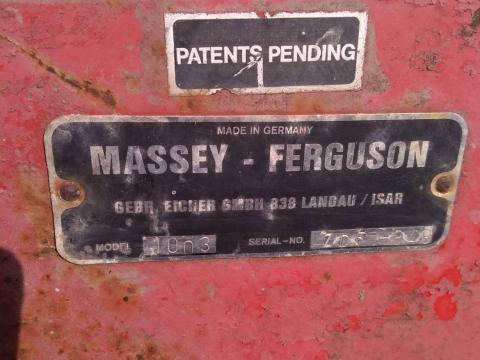 PATENTS PENDING
MADE IN GERMANY
MASSEY - FERGUSON
GEBR. EICHER GMBH 838 LANDAU / ISAR
MODEL SERIAL-NO.